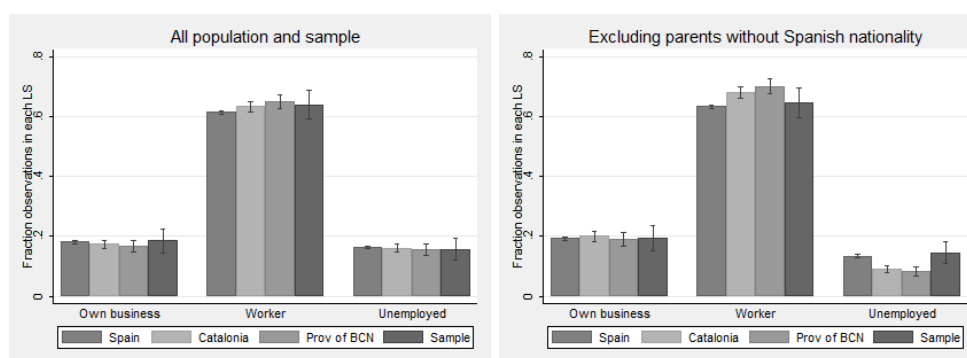 All population and sample
Fraction observations in each LS
.8
.6
.4
.2
0
Own business Worker Unemployed
Spain Catalonia Prov of BCN Sample
Excluding parents without Spanish nationality
Fraction observations in each LS
.8
.6
.4
.2
0
Own business Worker Unemployed
Spain Catalonia Prov of BCN Sample